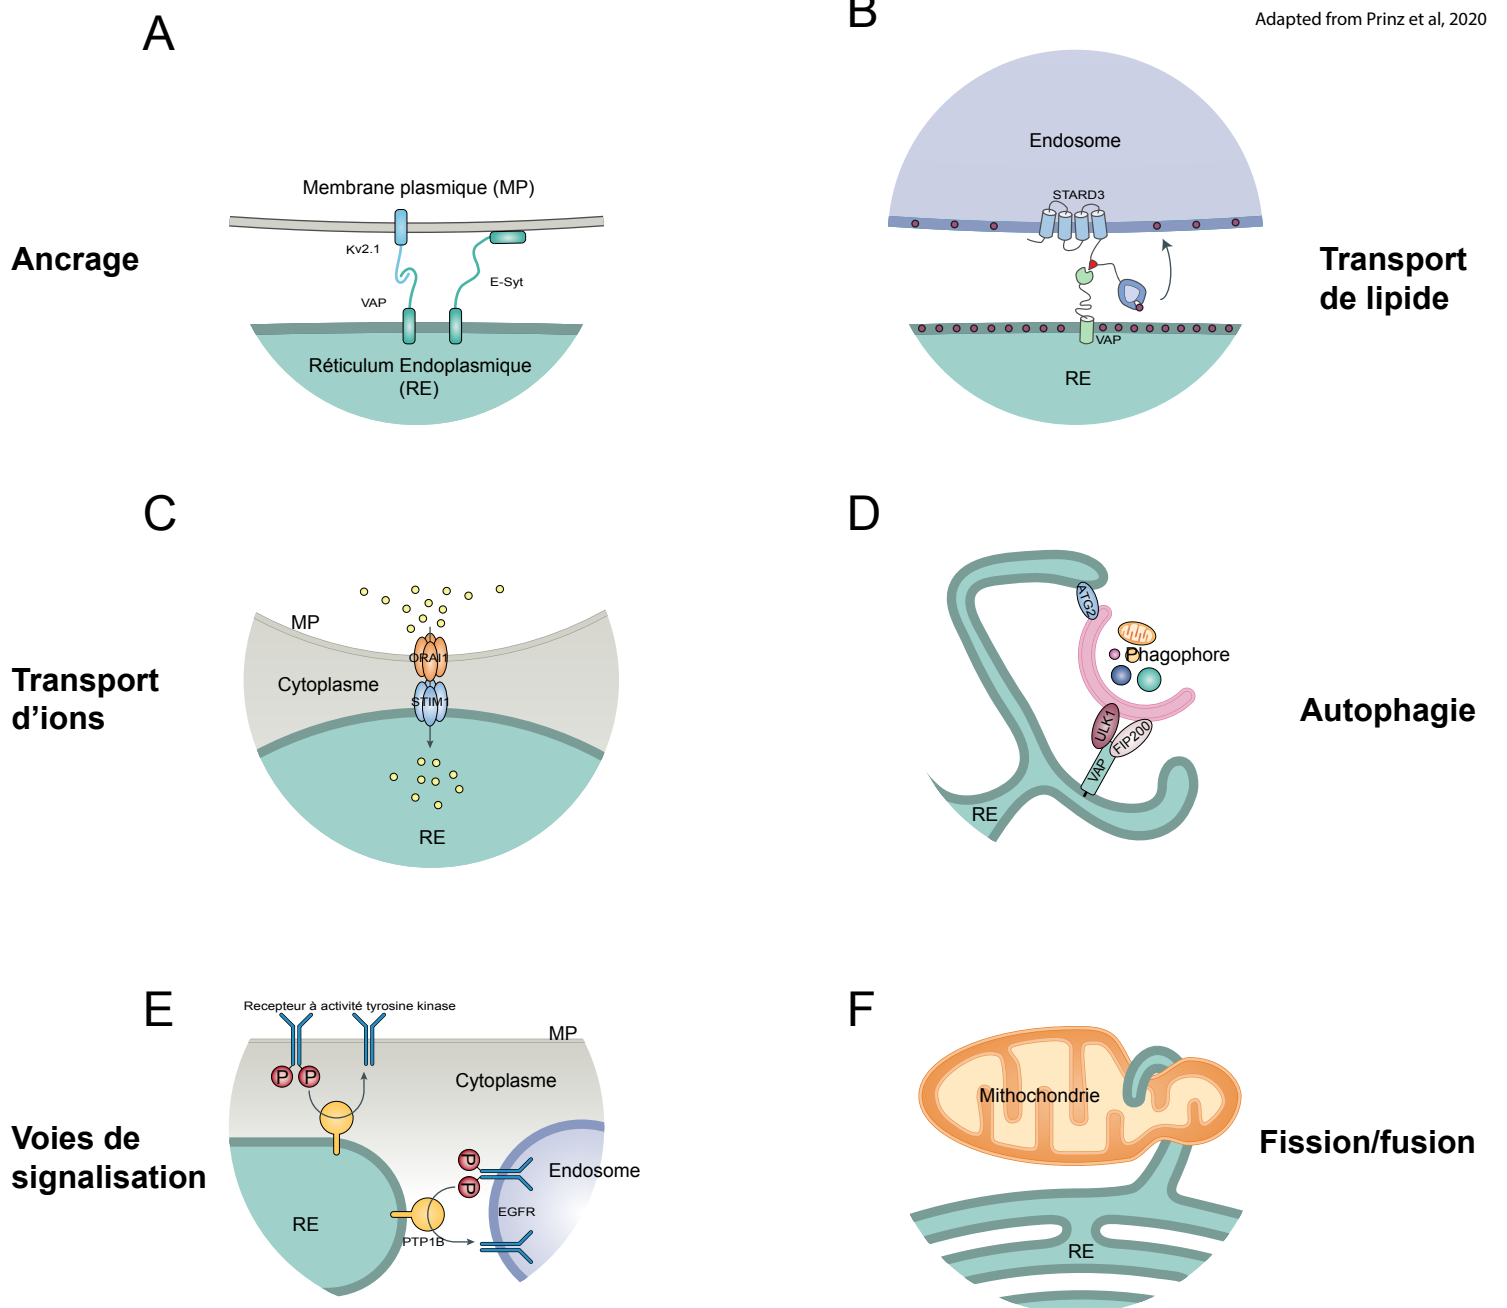 A
B
Adapted from Prinz et al, 2020
Ancrage
Membrane plasmique (MP)
Kv2.1
E-Syt
VAP
Réticulum Endoplasmique
(RE)
Endosome
STARD3
VAP
RE
Transport
de lipide
C
D
Transport
d’ions
MP
ORAI1
Cytoplasme
STIM1
RE
ATG2
Phagophore
ULK1
FIP200
VAP
RE
Autophagie
E
F
Voies de
signalisation
Recepteur à activité tyrosine kinase
MP
P
P
Cytoplasme
P
P
Endosome
EGFR
RE
PTP1B
Mithochondrie
RE
Fission/fusion